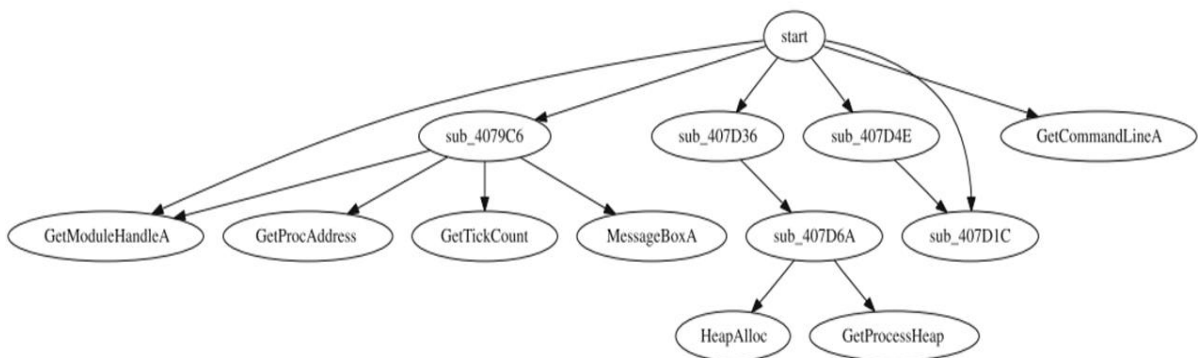 start
sub_4079C6
sub_407D36
sub_407D4E
GetCommandLineA
GetModuleHandleA
GetProcAddress
GetTickCount
MessageBoxA
sub_407D6A
sub_407D1C
HeapAlloc
GetProcessHeap